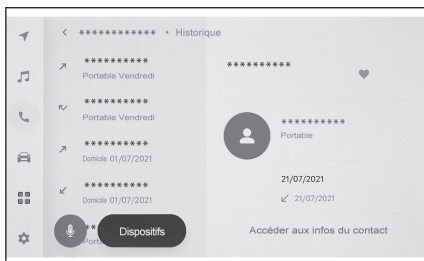 ************ • Historique
**********
Portable Vendredi
**********
Portable Vendredi
**********
Domicile 01/07/2021
**********
Domicile 01/07/2021
**
Porta
Dispositifs
**********
**********
Portable
21/07/2021
21/07/2021
Accéder aux infos du contact